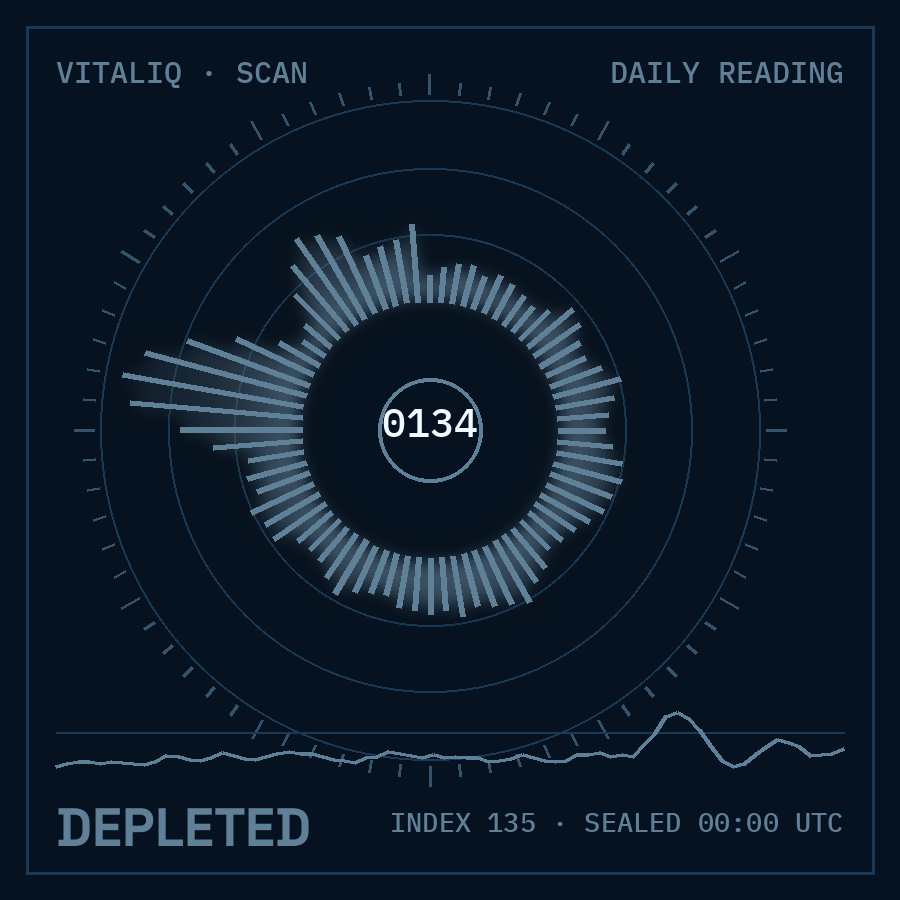 VITALIQ · SCAN
DAILY READING
0134
DEPLETED
INDEX 135 · SEALED 00:00 UTC